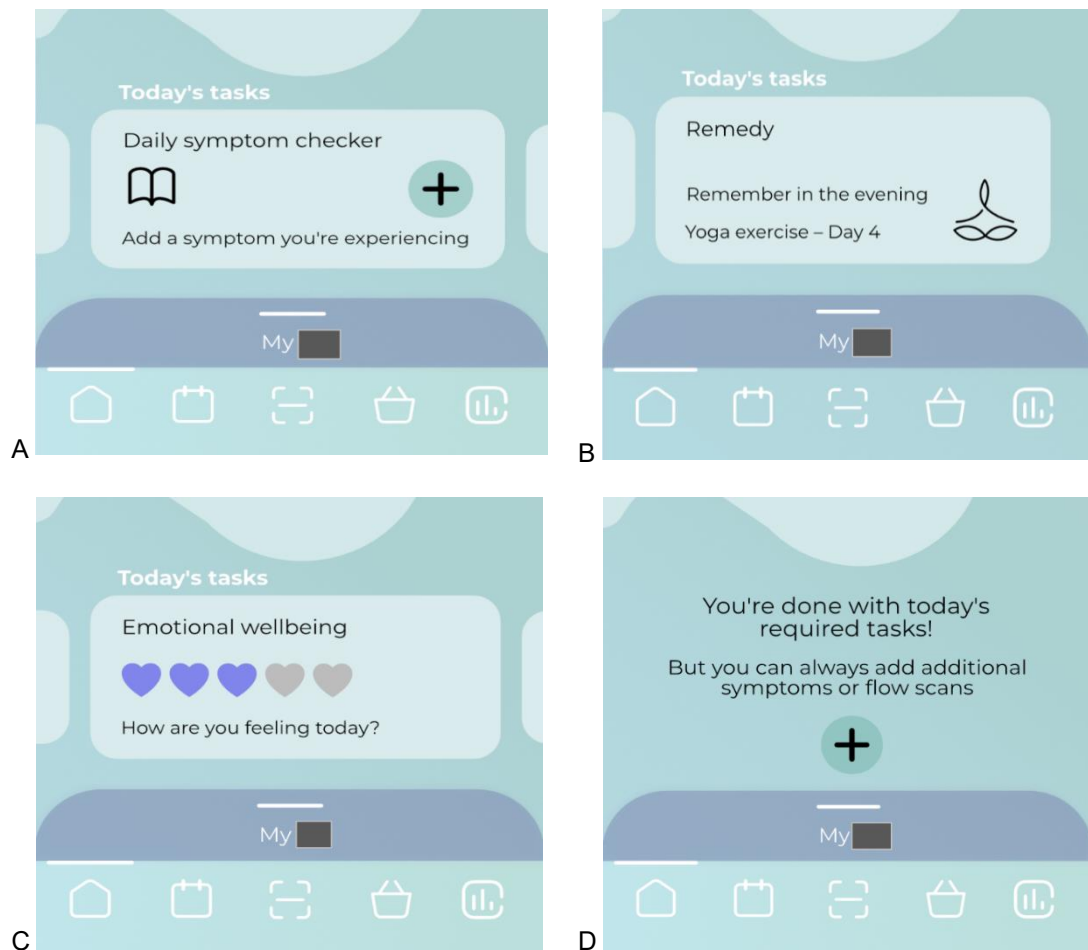 Today's tasks
Daily symptom checker
Add a symptom you're experiencing
My
A
Today's tasks
Remedy
Remember in the evening
Yoga exercise – Day 4
My
B
Today's tasks
Emotional wellbeing
How are you feeling today?
My
C
You're done with today's
required tasks!
But you can always add additional
symptoms or flow scans
My
D